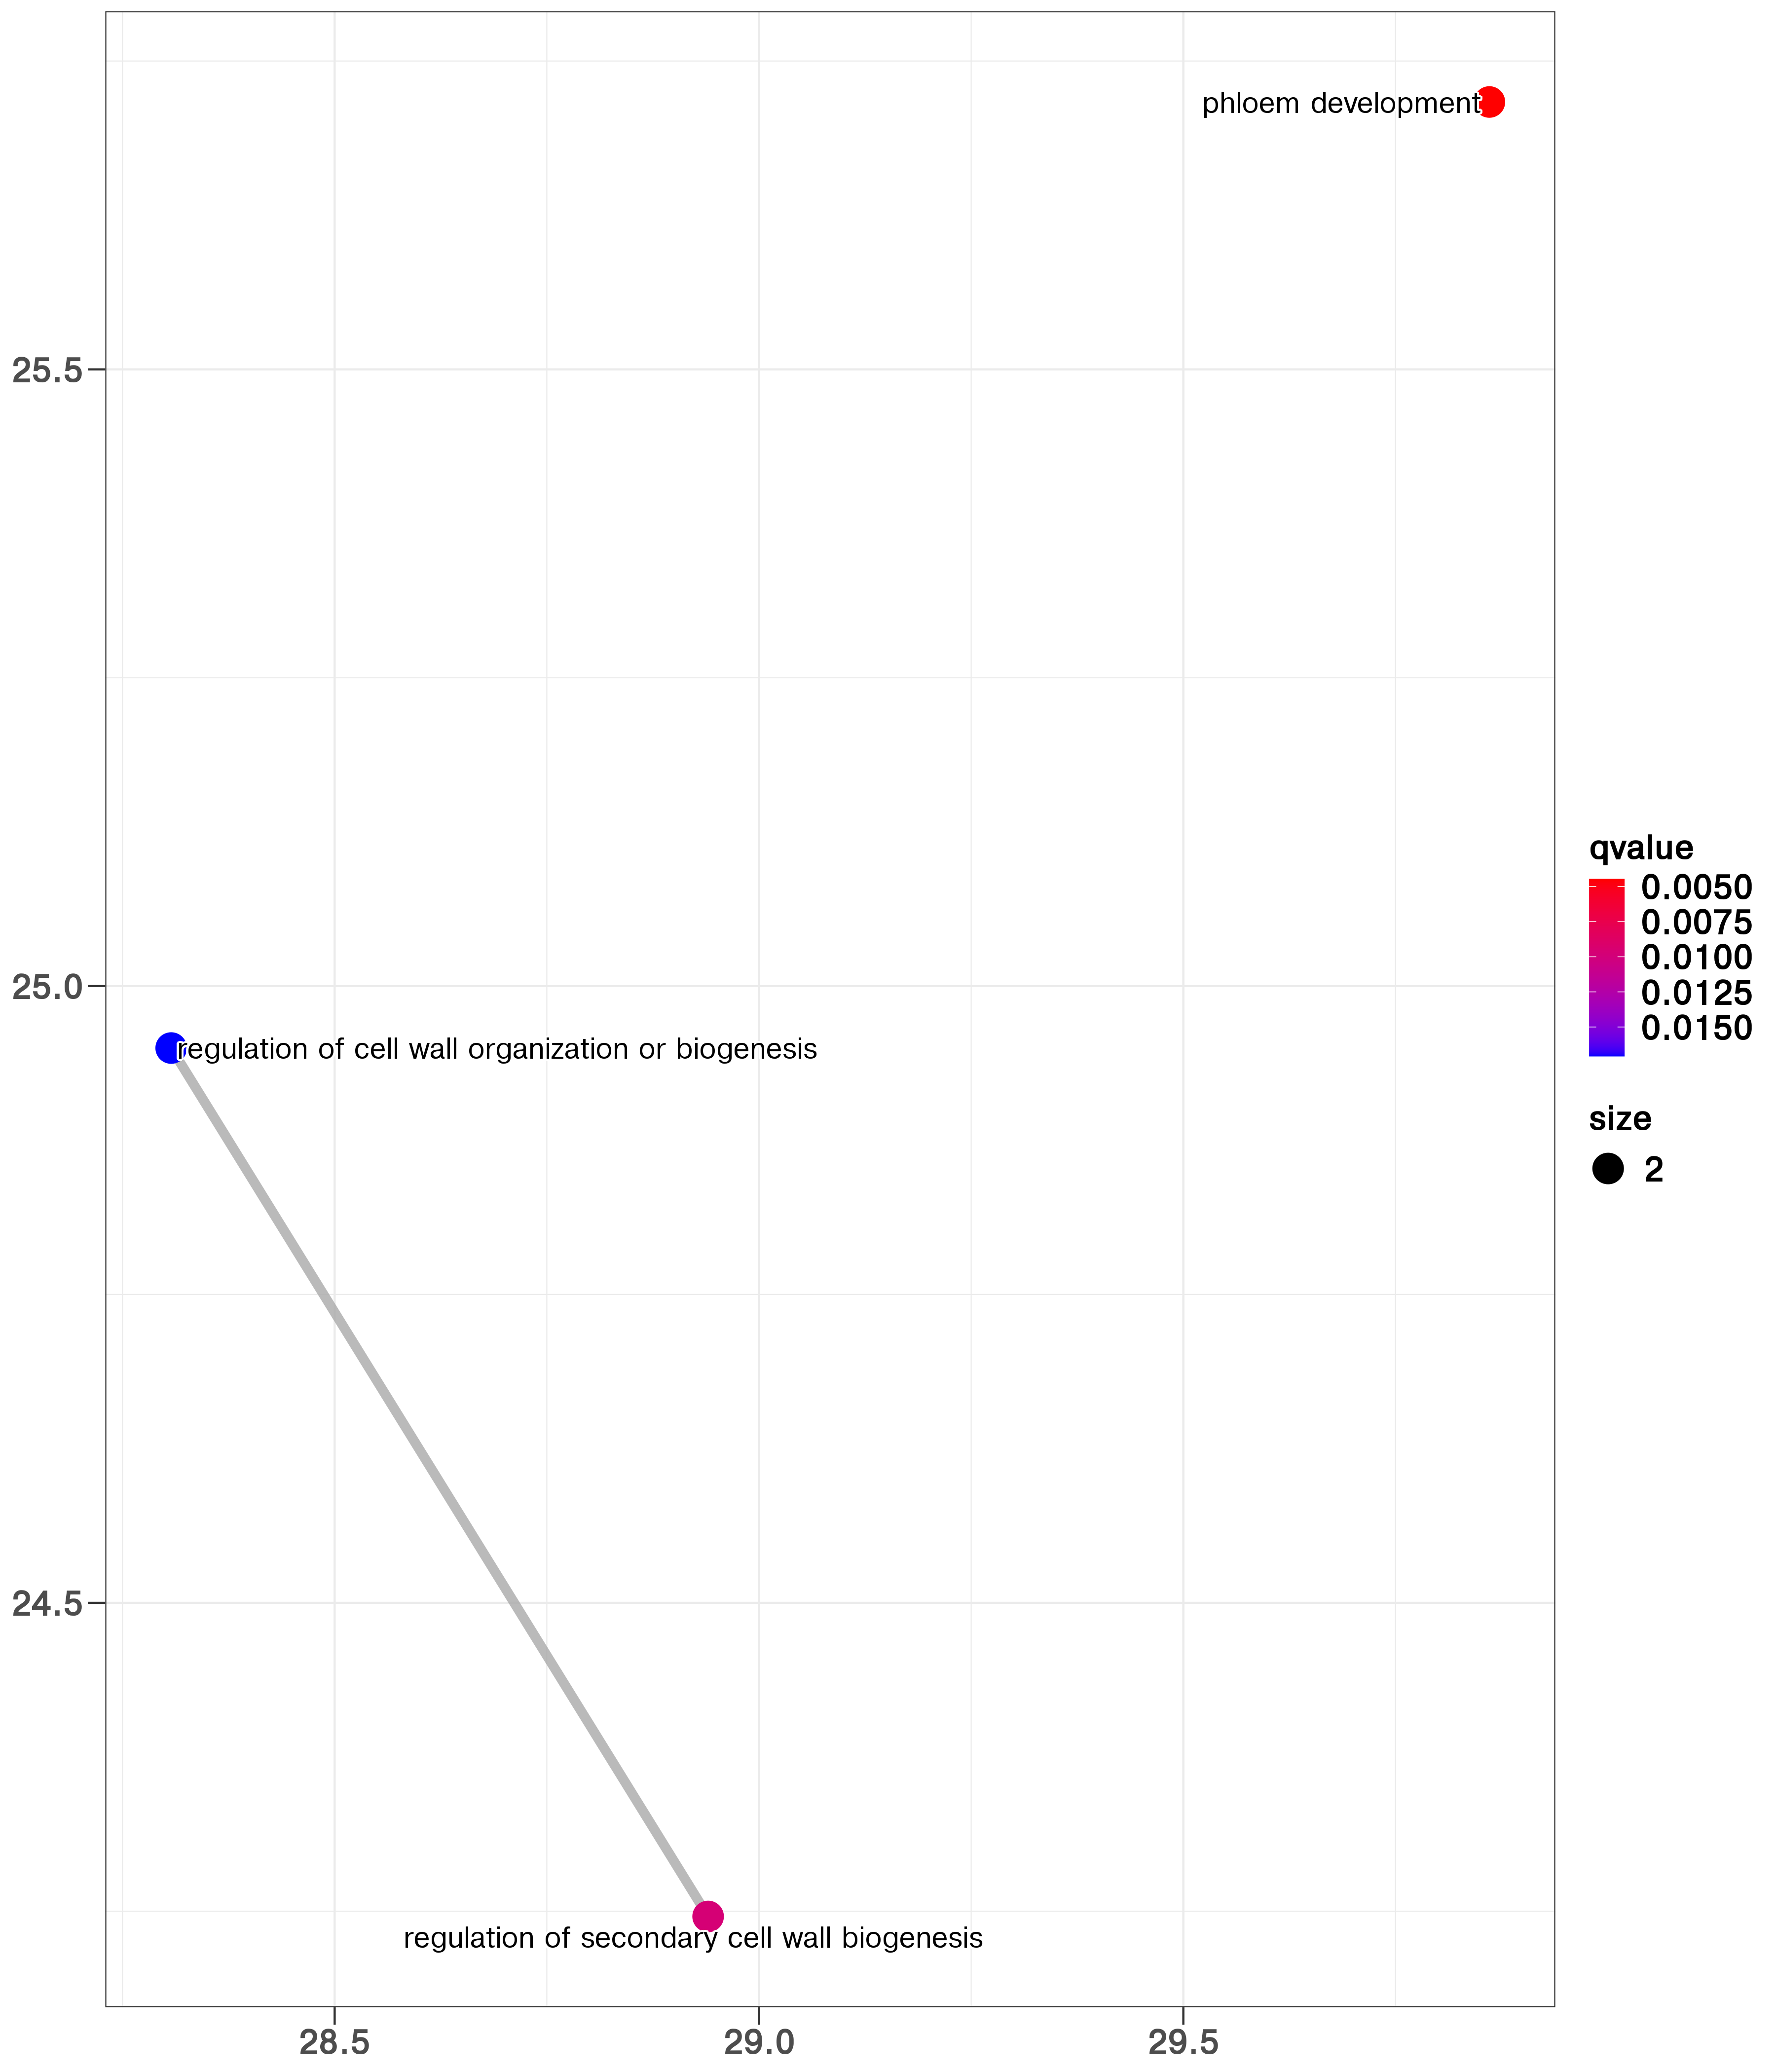 phloem development
25.5
25.0
24.5
regulation of cell wall organization or biogenesis
regulation of secondary cell wall biogenesis
28.5
29.0
29.5
qvalue
0.0050
0.0075
0.0100
0.0125
0.0150
size
2